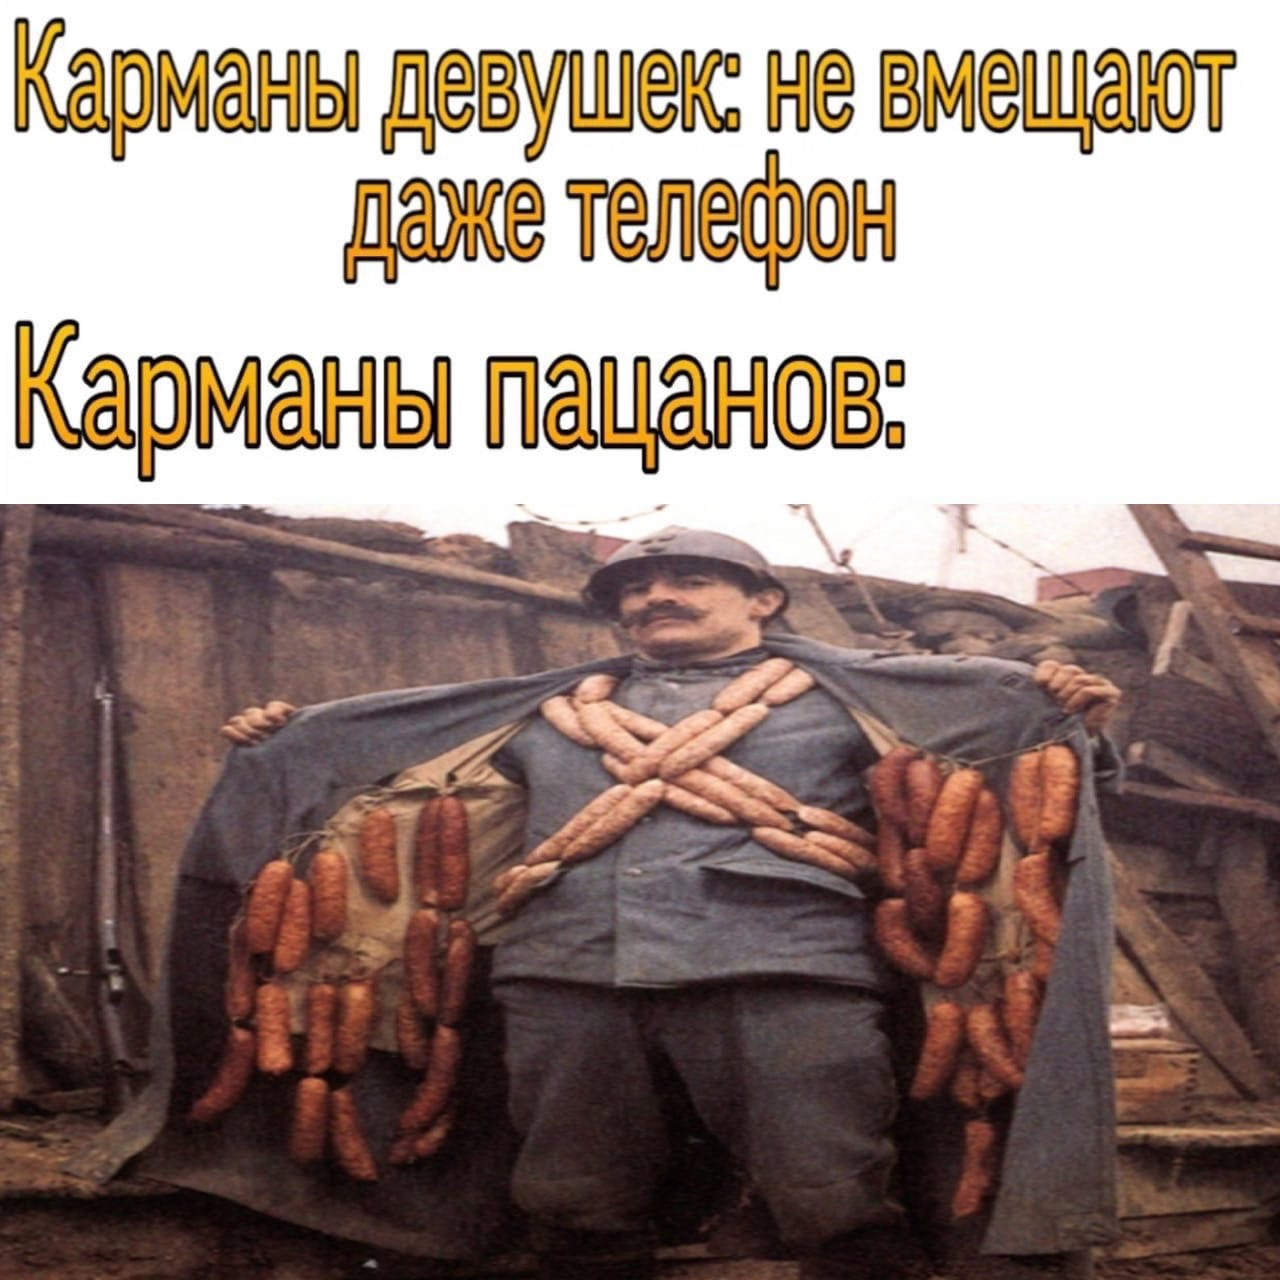 Карманы девушек: не вмещают
даже телефон
Карманы пацанов: